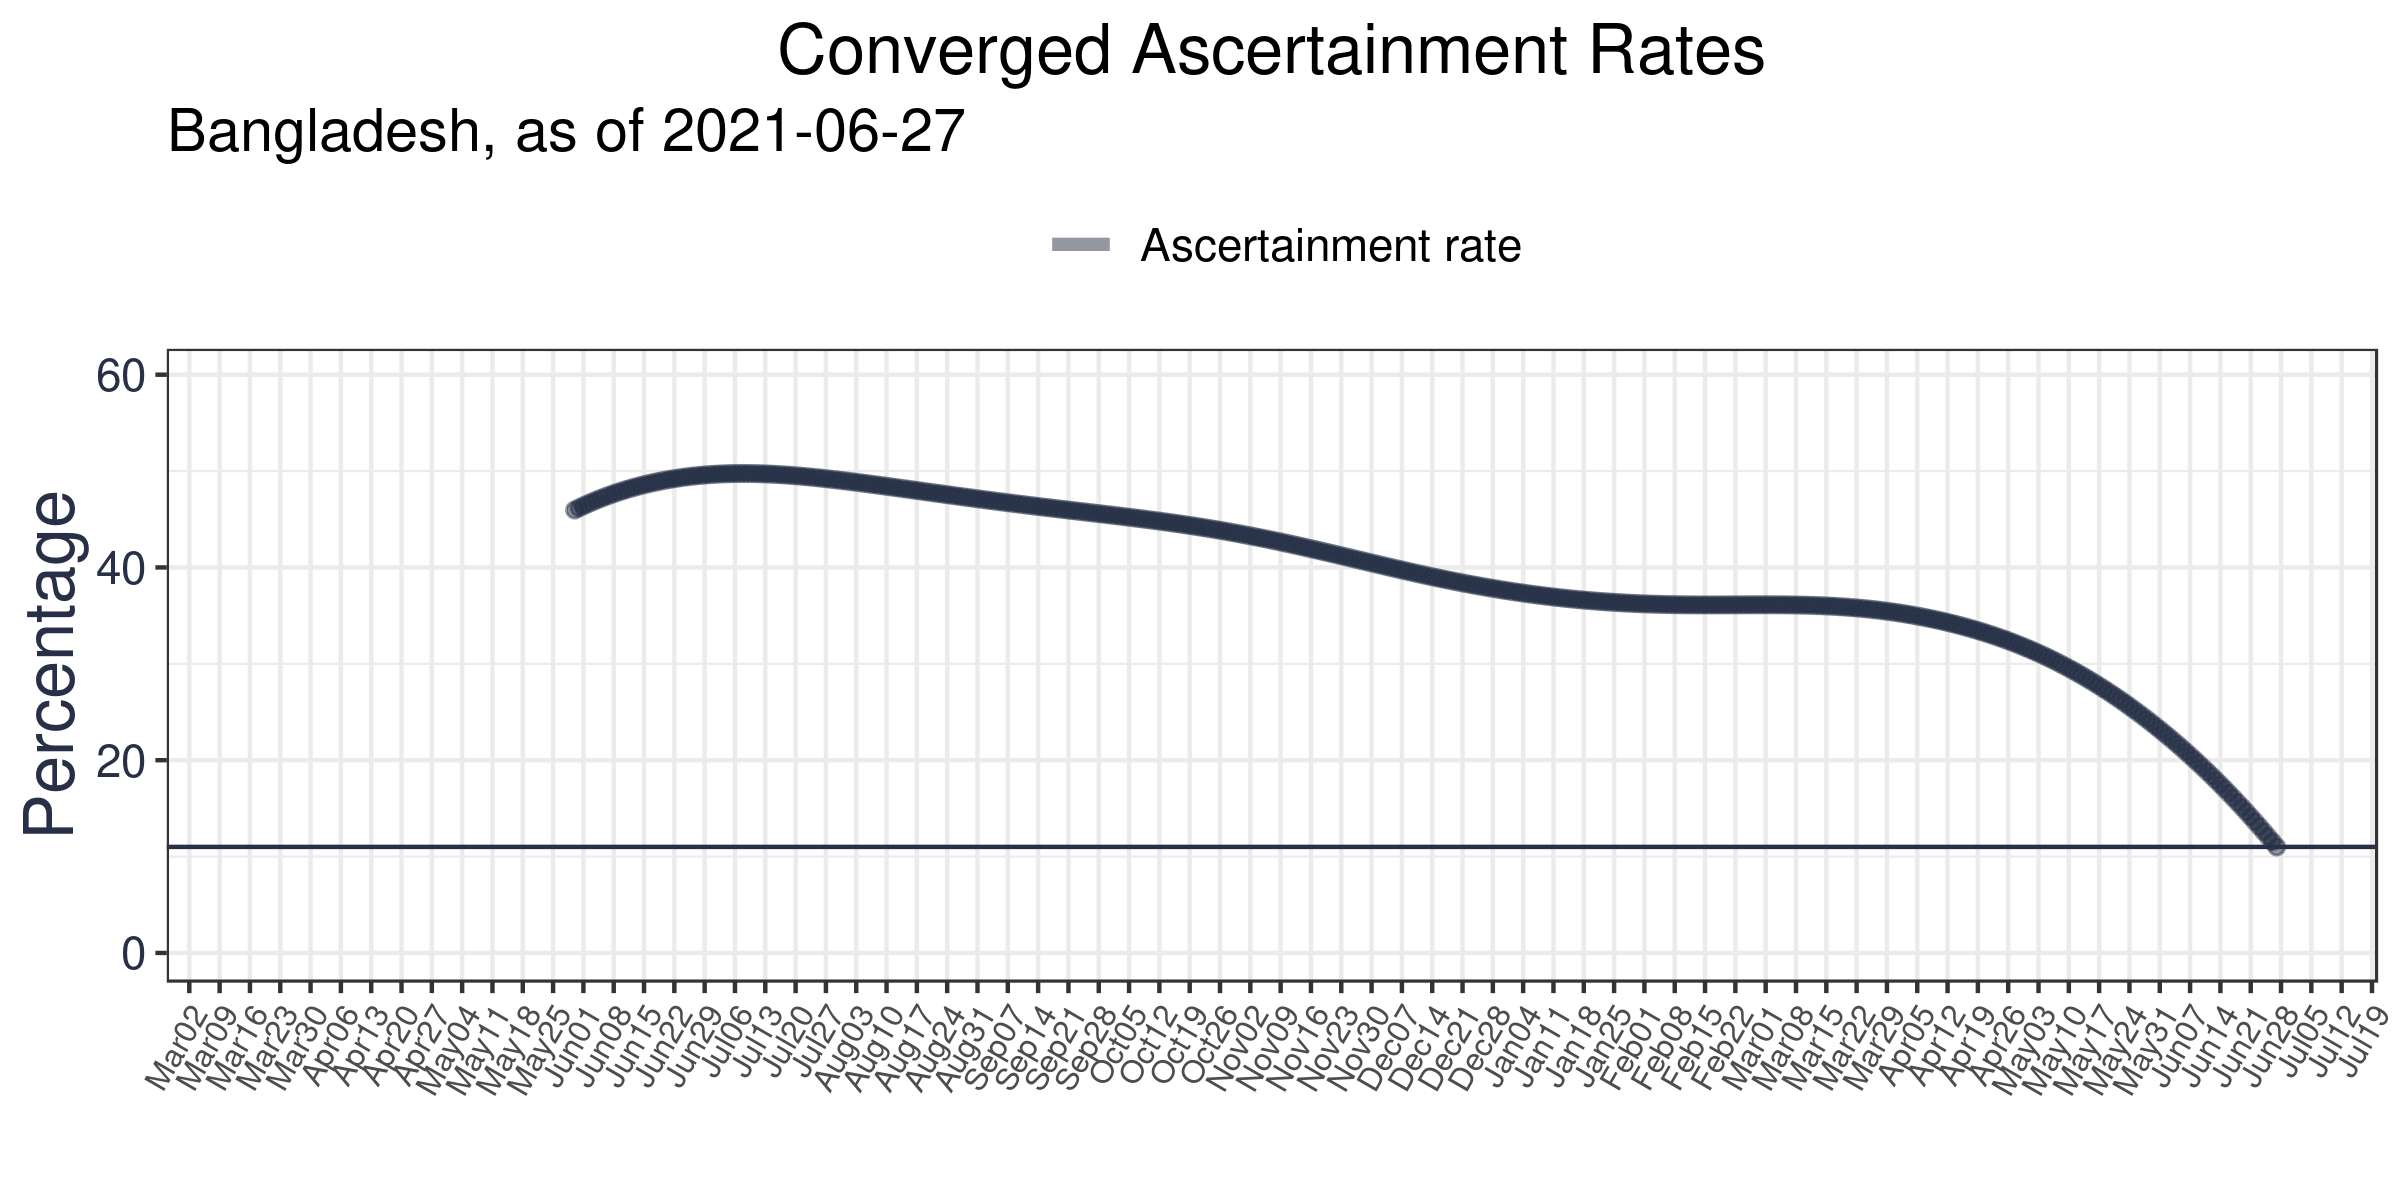 Converged Ascertainment Rates
Bangladesh, as of 2021-06-27
Ascertainment rate
Percentage
60
40
20
0
Mar02
Mar09
Mar16
Mar23
Mar30
Apr06
Apr13
Apr20
Apr27
May04
May11
May18
May25
Jun01
Jun08
Jun15
Jun22
Jun29
Jul06
Jul13
Jul20
Jul27
Aug03
Aug10
Aug17
Aug24
Aug31
Sep07
Sep14
Sep21
Sep28
Oct05
Oct12
Oct19
Oct26
Nov02
Nov09
Nov16
Nov23
Nov30
Dec07
Dec14
Dec21
Dec28
Jan04
Jan11
Jan18
Jan25
Feb01
Feb08
Feb15
Feb22
Mar01
Mar08
Mar15
Mar22
Mar29
Apr05
Apr12
Apr19
Apr26
May03
May10
May17
May24
May31
Jun07
Jun14
Jun21
Jun28
Jul05
Jul12
Jul19